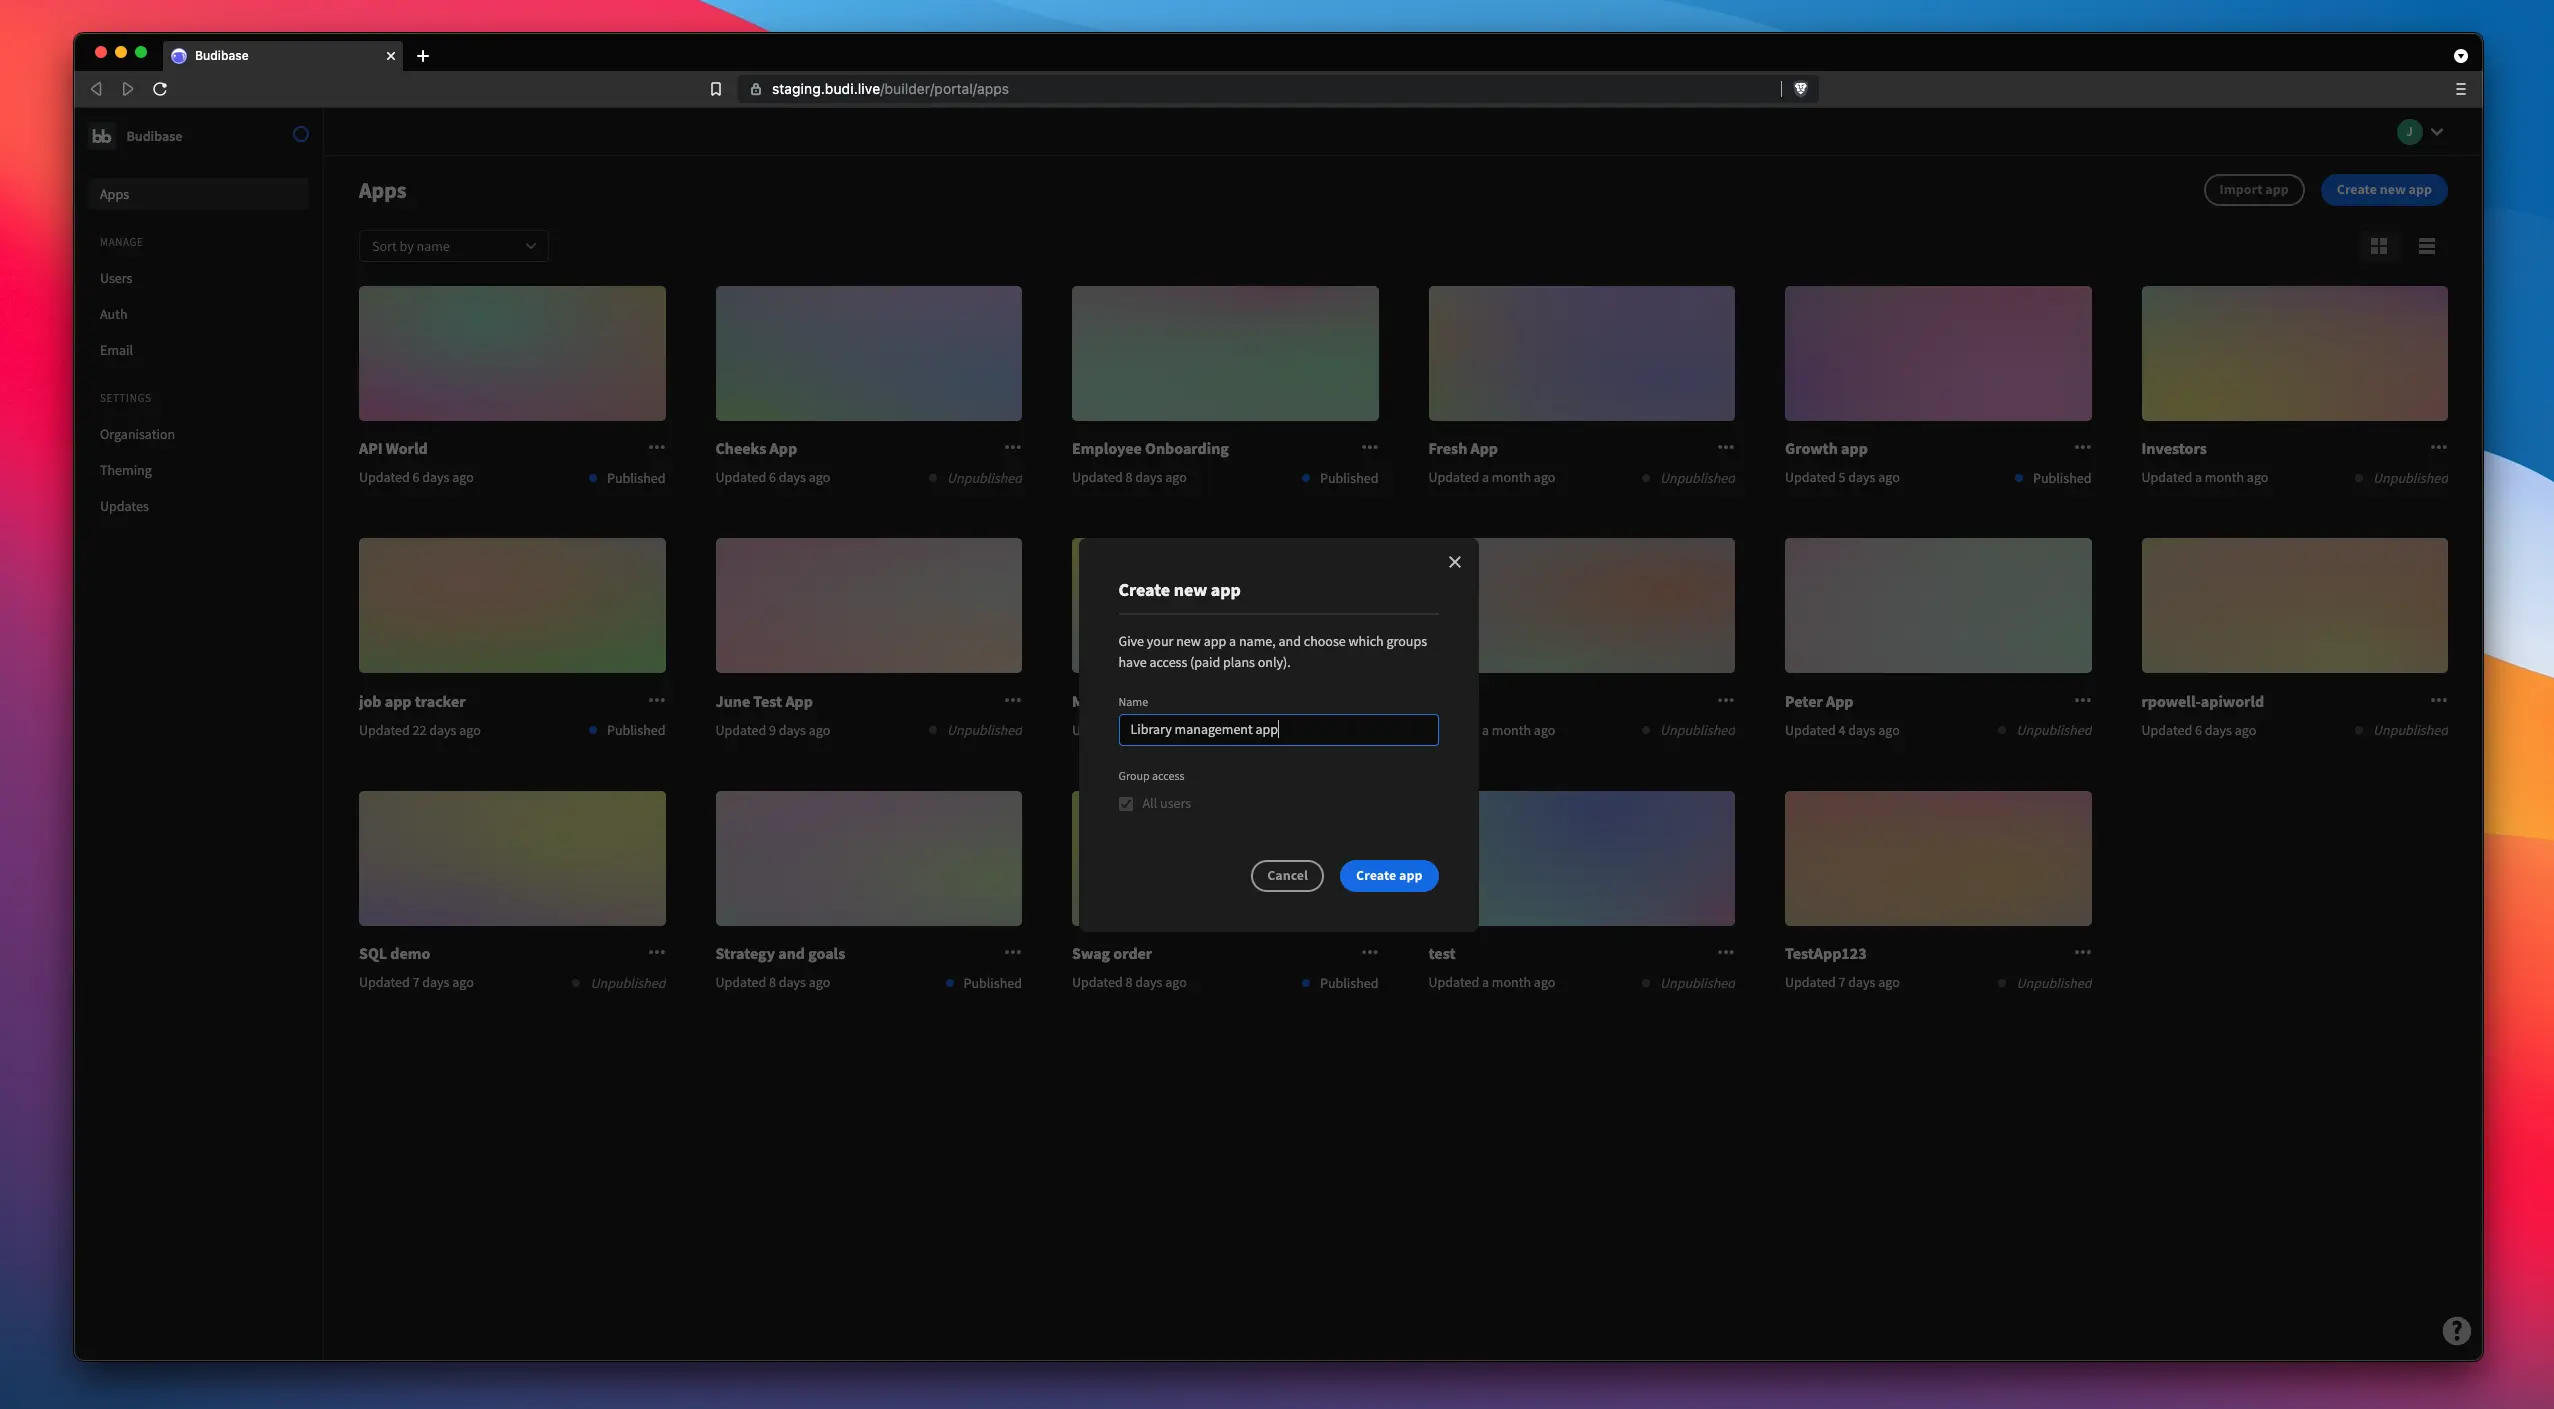 Budibase
staging.budi.live/builder/portal/apps
bb Budibase
J
Apps
MANAGE
Users
Auth
Email
SETTINGS
Organisation
Theming
Updates
Apps
Import app
Create new app
Sort by name
API World
Updated 6 days ago
Published
Cheeks App
Updated 6 days ago
Unpublished
Employee Onboarding
Updated 8 days ago
Published
Fresh App
Updated a month ago
Unpublished
Growth app
Updated 5 days ago
Published
Investors
Updated a month ago
Unpublished
job app tracker
Updated 22 days ago
Published
June Test App
Updated 9 days ago
Unpublished
a month ago
Unpublished
Peter App
Updated 4 days ago
Unpublished
rpowell-apiworld
Updated 6 days ago
Unpublished
Create new app
Give your new app a name, and choose which groups
have access (paid plans only).
Name
Library management app
Group access
All users
Cancel
Create app
SQL demo
Updated 7 days ago
Unpublished
Strategy and goals
Updated 8 days ago
Published
Swag order
Updated 8 days ago
Published
test
Updated a month ago
Unpublished
TestApp123
Updated 7 days ago
Unpublished
?